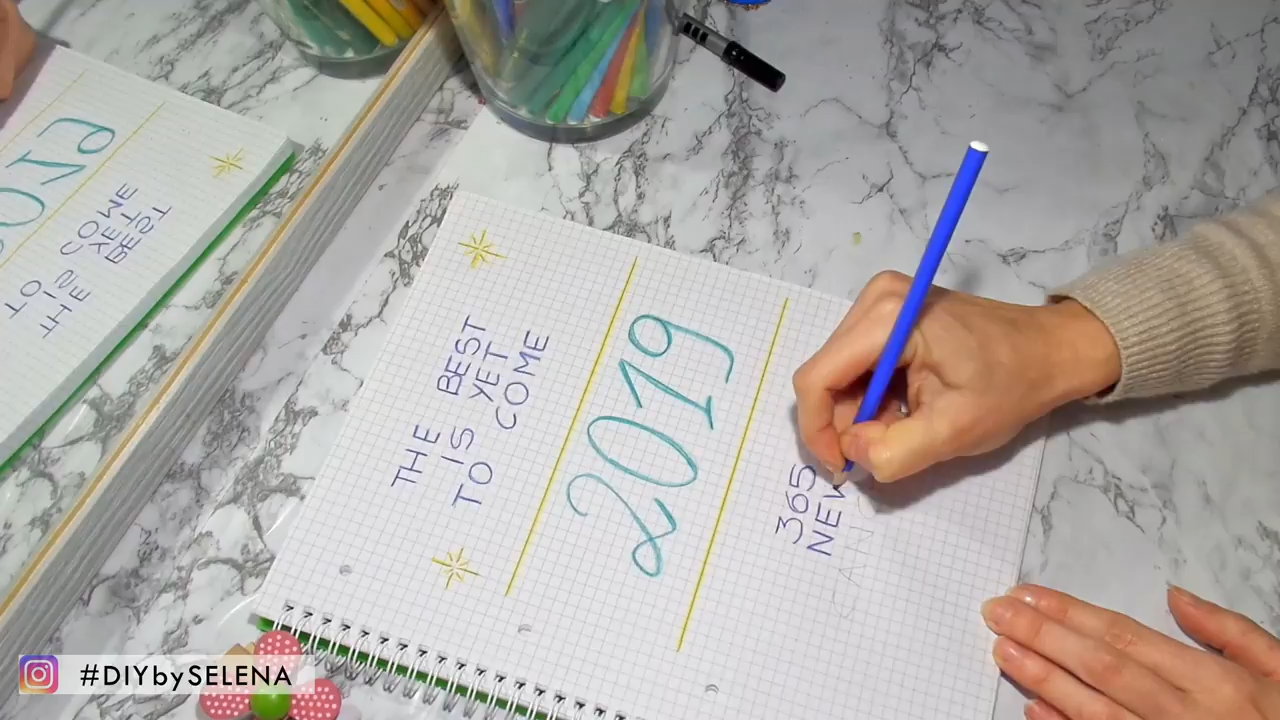 THE BEST
IS YET
TO COME
2019
365
NEW
#DIYbySELENA